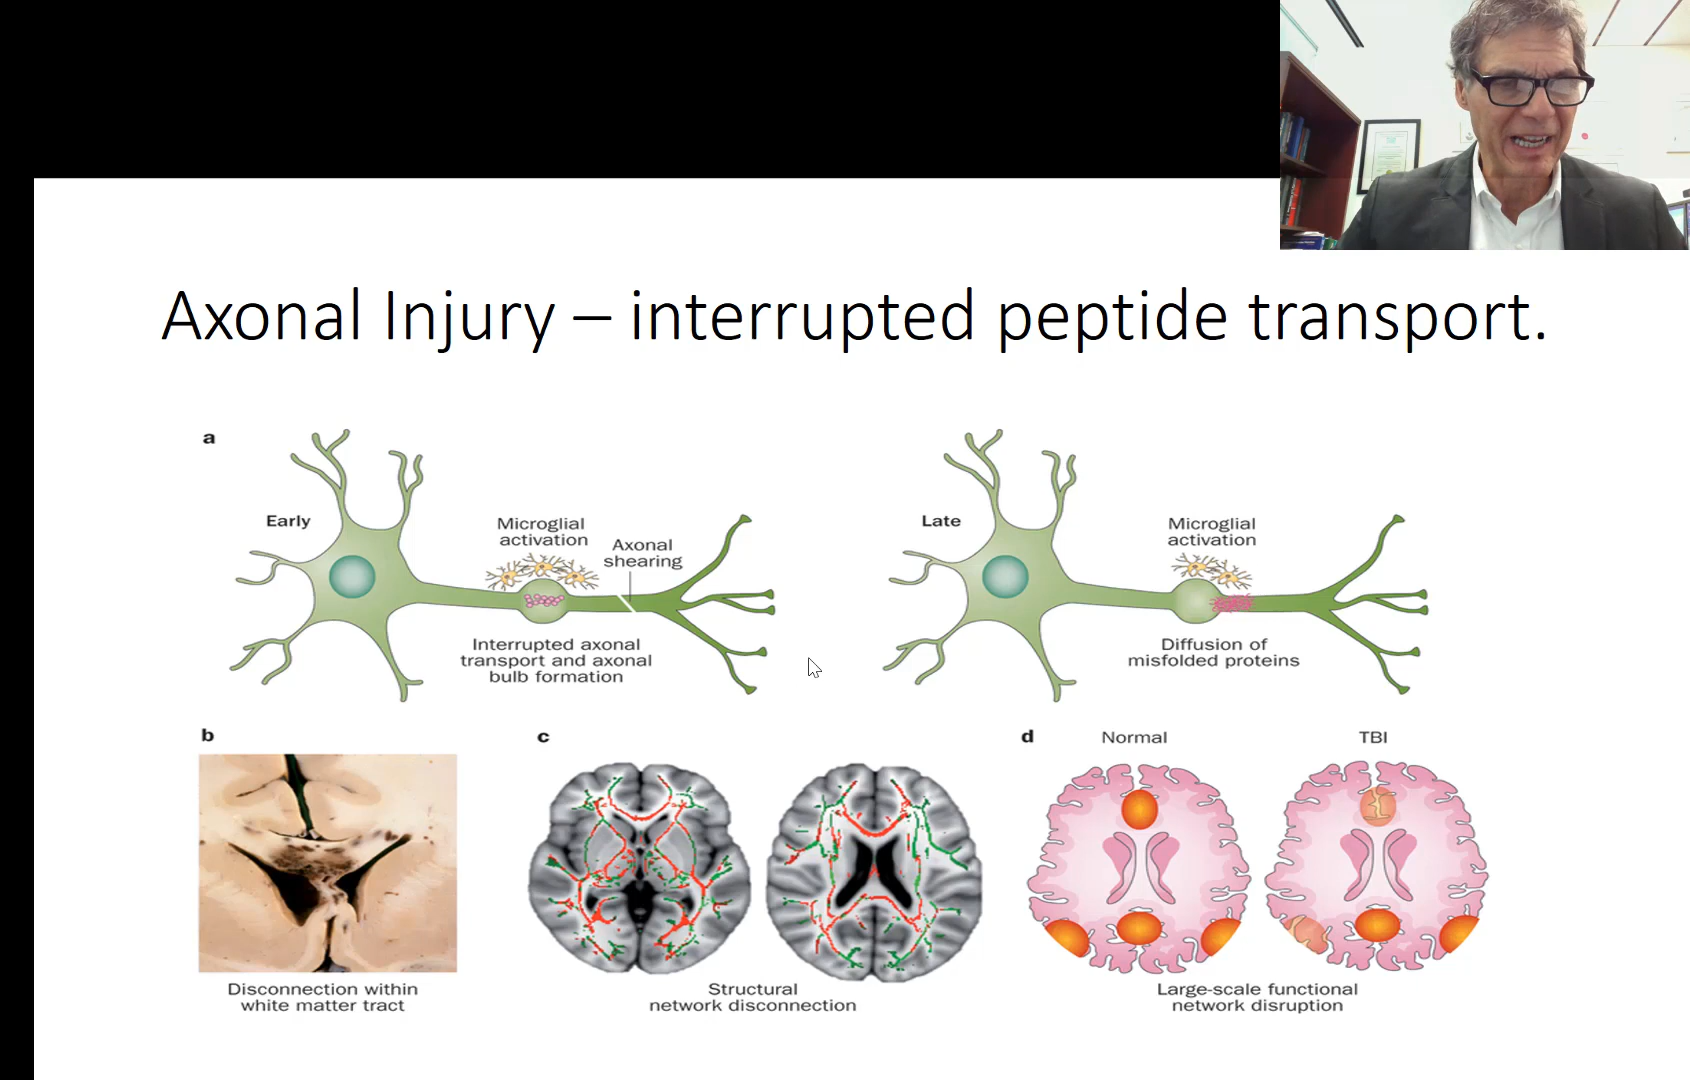 Axonal Injury – interrupted peptide transport.
a
Early
Microglial
activation
Axonal
shearing
Interrupted axonal
transport and axonal
bulb formation
Late
Microglial
activation
Diffusion of
misfolded proteins
b
Disconnection within
white matter tract
c
Structural
network disconnection
d
Normal
TBI
Large-scale functional
network disruption